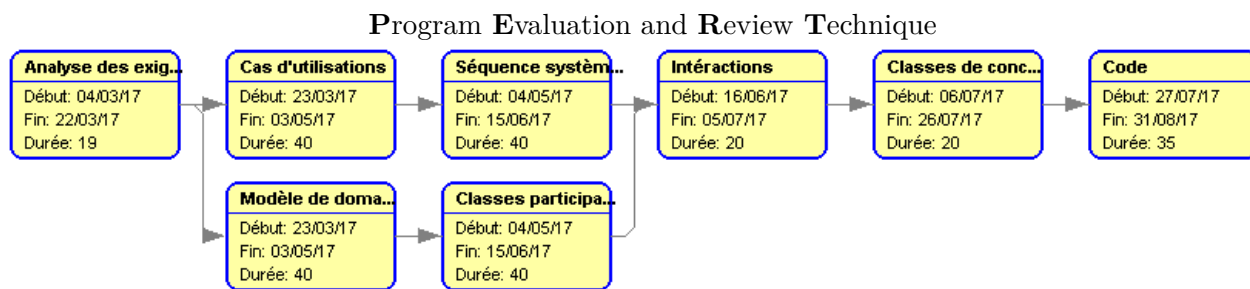 Program Evaluation and Review Technique
Analyse des exig...
Début: 04/03/17
Fin: 22/03/17
Durée: 19
Cas d'utilisations
Début: 23/03/17
Fin: 03/05/17
Durée: 40
Séquence systèm...
Début: 04/05/17
Fin: 15/06/17
Durée: 40
Intéractions
Début: 16/06/17
Fin: 05/07/17
Durée: 20
Classes de conc...
Début: 06/07/17
Fin: 26/07/17
Durée: 20
Code
Début: 27/07/17
Fin: 31/08/17
Durée: 35
Modèle de doma...
Début: 23/03/17
Fin: 03/05/17
Durée: 40
Classes participa...
Début: 04/05/17
Fin: 15/06/17
Durée: 40